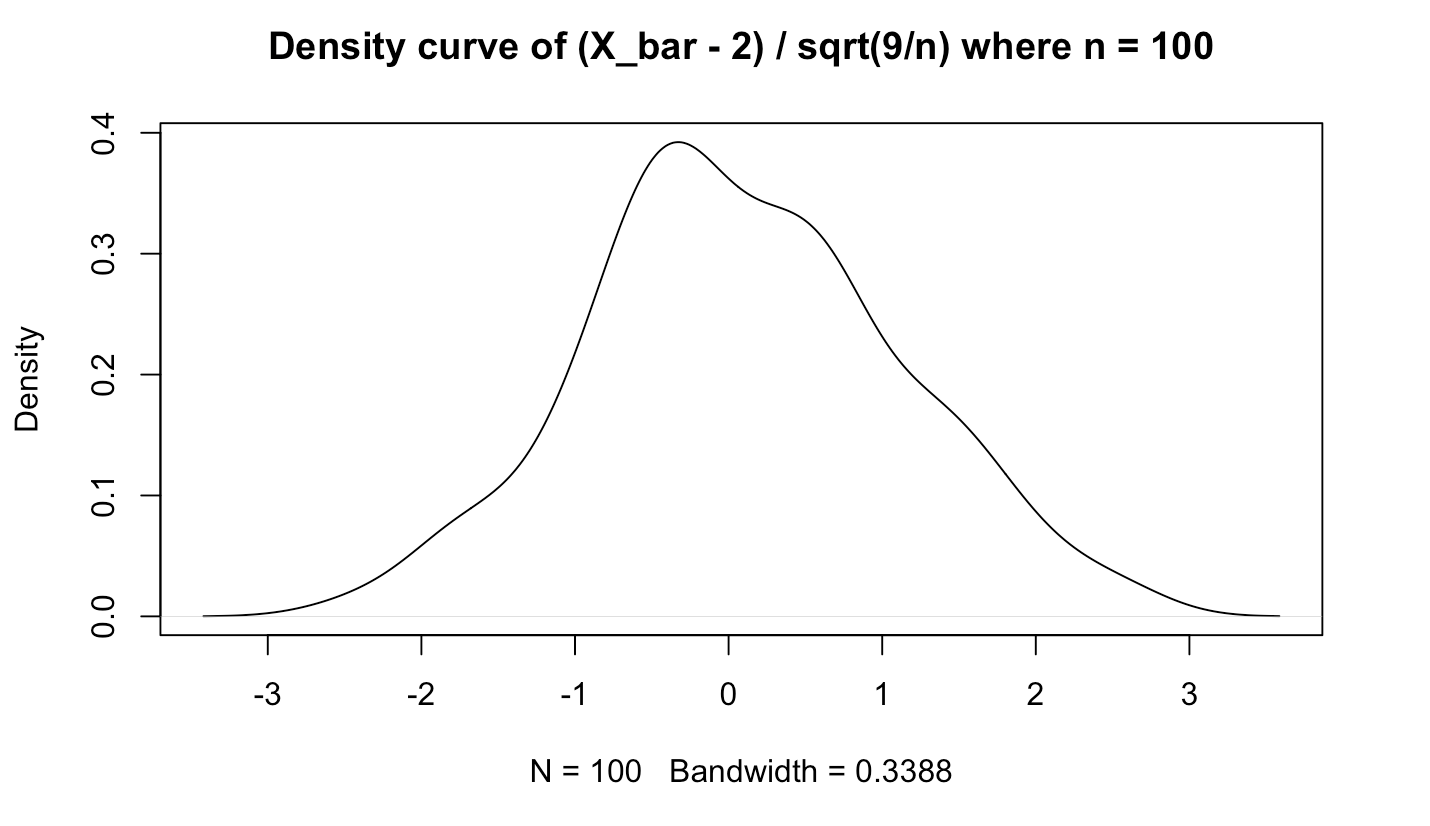 Density curve of (X_bar - 2) / sqrt(9/n) where n = 100
Density
0.4
0.3
0.2
0.1
0.0
-3 -2 -1 0 1 2 3
N = 100 Bandwidth = 0.3388